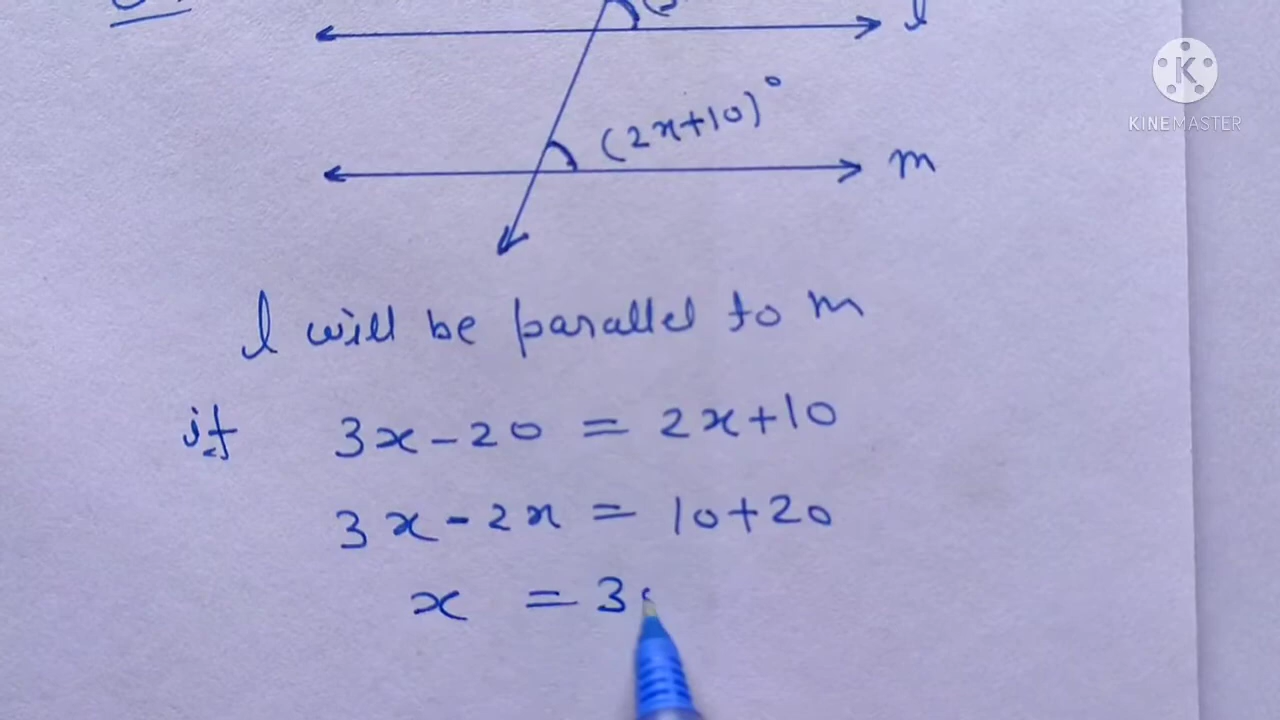 l
(2x+10)°
m
KINEMASTER
l will be parallel to m
if 3x-20 = 2x+10
3x-2x = 10+20
x = 3